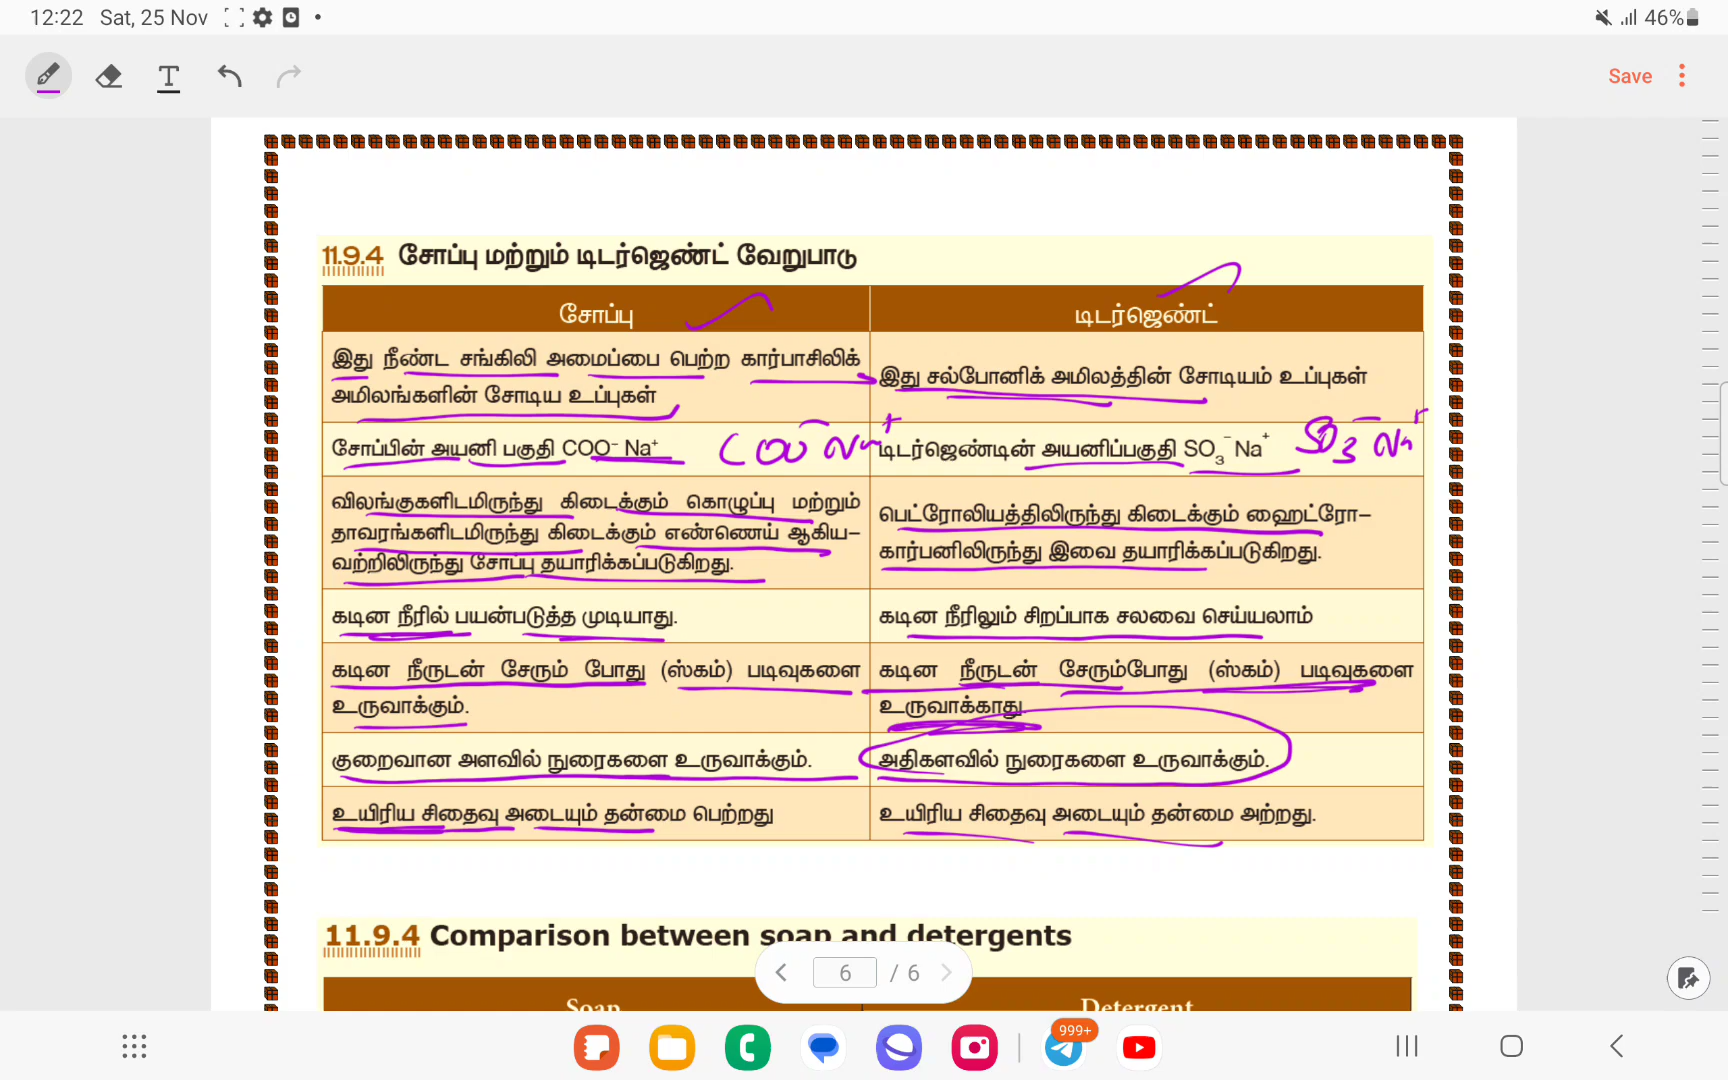 12:22 Sat, 25 Nov
46%
Save
11.9.4 சோப்பு மற்றும் டிடர்ஜெண்ட் வேறுபாடு
சோப்பு
டிடர்ஜெண்ட்
இது நீண்ட சங்கிலி அமைப்பை பெற்ற கார்பாசிலிக்
அமிலங்களின் சோடிய உப்புகள்
இது சல்போனிக் அமிலத்தின் சோடியம் உப்புகள்
சோப்பின் அயனி பகுதி COO⁻ Na⁺
COO⁻Na⁺
டிடர்ஜெண்டின் அயனிப்பகுதி SO₃⁻Na⁺
SO₃⁻Na⁺
விலங்குகளிடமிருந்து கிடைக்கும் கொழுப்பு மற்றும்
தாவரங்களிடமிருந்து கிடைக்கும் எண்ணெய் ஆகிய–
வற்றிலிருந்து சோப்பு தயாரிக்கப்படுகிறது.
பெட்ரோலியத்திலிருந்து கிடைக்கும் ஹைட்ரோ–
கார்பனிலிருந்து இவை தயாரிக்கப்படுகிறது.
கடின நீரில் பயன்படுத்த முடியாது.
கடின நீரிலும் சிறப்பாக சலவை செய்யலாம்
கடின நீருடன் சேரும் போது (ஸ்கம்) படிவுகளை
உருவாக்கும்.
கடின நீருடன் சேரும்போது (ஸ்கம்) படிவுகளை
உருவாக்காது.
குறைவான அளவில் நுரைகளை உருவாக்கும்.
அதிகளவில் நுரைகளை உருவாக்கும்.
உயிரிய சிதைவு அடையும் தன்மை பெற்றது
உயிரிய சிதைவு அடையும் தன்மை அற்றது.
11.9.4 Comparison between soap and detergents
Soap
Detergent
6 / 6
999+